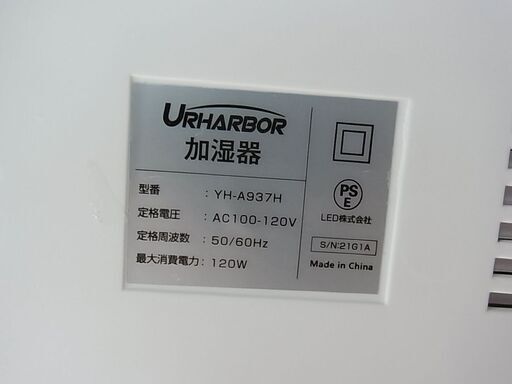 URHARBOR
加湿器
型番 : YH-A937H
定格電圧 : AC100-120V
定格周波数 : 50/60Hz
最大消費電力 : 120W
PS
E
LED株式会社
S/N:21G1A
Made in China